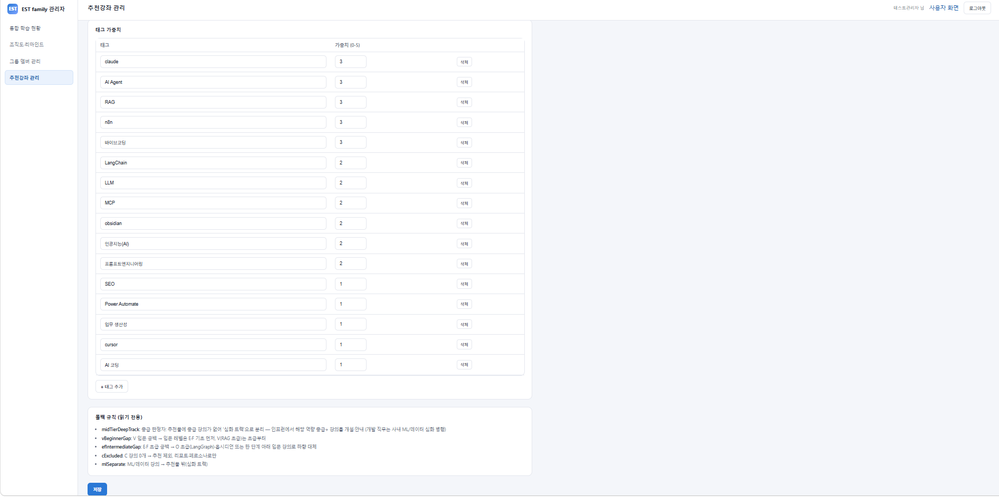 EST EST family 관리자
추천강좌 관리
테스트관리자 님 사용자 화면 로그아웃
통합 학습 현황
조직도·리마인드
그룹 멤버 관리
추천강좌 관리
태그 가중치
태그 가중치 (0-5)
claude 3 삭제
AI Agent 3 삭제
RAG 3 삭제
n8n 3 삭제
바이브코딩 3 삭제
LangChain 2 삭제
LLM 2 삭제
MCP 2 삭제
obsidian 2 삭제
인공지능(AI) 2 삭제
프롬프트엔지니어링 2 삭제
SEO 1 삭제
Power Automate 1 삭제
업무 생산성 1 삭제
cursor 1 삭제
AI 코딩 1 삭제
+ 태그 추가
폴백 규칙 (읽기 전용)
• midTierDeepTrack: 중급 판정자: 추천풀에 중급 강의가 없어 '심화 트랙'으로 분리 — 인프런에서 해당 역량 중급+ 강의를 개설·안내 (개발 직무는 사내 ML/데이터 심화 병행)
• vBeginnerGap: V 입문 공백 → 입문 레벨은 E·F 기초 먼저, V(RAG 초급)는 초급부터
• efIntermediateGap: E·F 초급 공백 → O 초급(LangGraph)·옵시디언 또는 한 단계 아래 입문 강의로 하향 대체
• cExcluded: C 강의 0개 → 추천 제외, 리포트·페르소나로만
• mlSeparate: ML/데이터 강의 → 추천풀 밖(심화 트랙)
저장